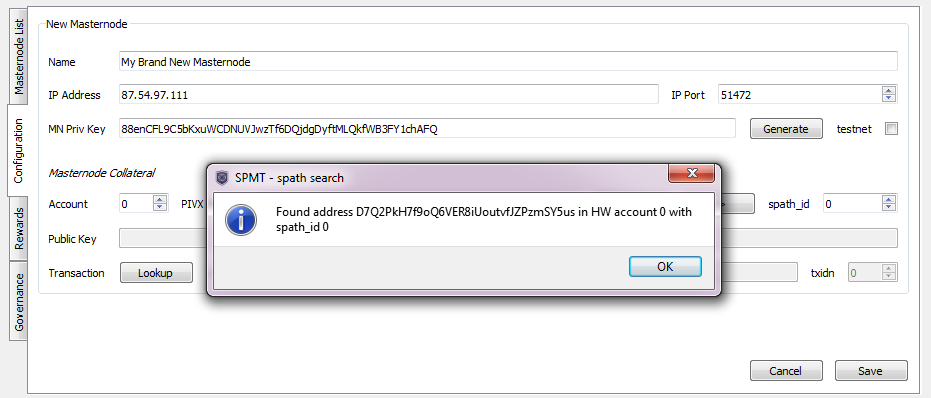 Masternode List
Configuration
Rewards
Governance
New Masternode
Name My Brand New Masternode
IP Address 87.54.97.111 IP Port 51472
MN Priv Key 88enCFL9C5bKxuWCDNUVJwzTf6DQjdgDyftMLQkfWB3FY1chAFQ Generate testnet
Masternode Collateral
SPMT - spath search
Account 0 PIVX spath_id 0
Found address D7Q2PkH7f9oQ6VER8iUoutvfJZPzmSY5us in HW account 0 with
spath_id 0
Public Key
OK
Transaction Lookup txidn 0
Cancel Save